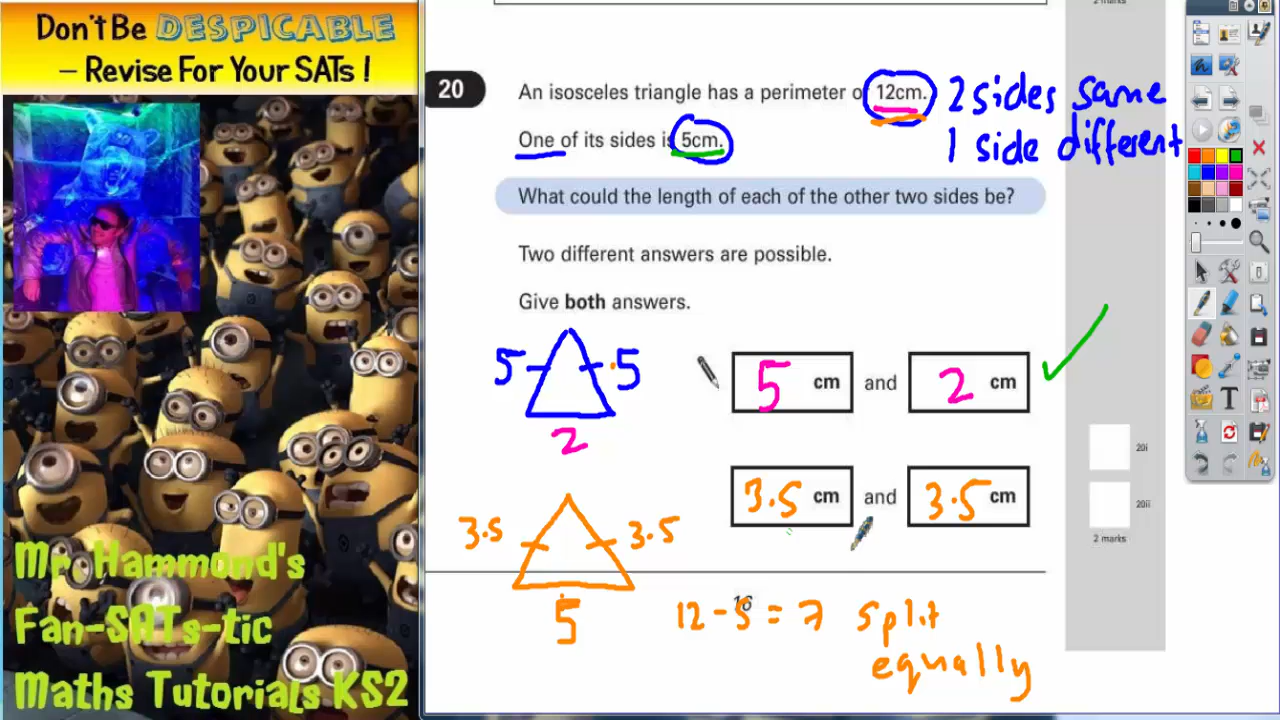 Don't Be DESPICABLE
– Revise For Your SATs !
Mr. Hammond's
Fan-SATs-tic
Maths Tutorials KS2
2 marks
20
An isosceles triangle has a perimeter of 12cm.
One of its sides is 5cm.
2 sides same
1 side different
What could the length of each of the other two sides be?
Two different answers are possible.
Give both answers.
5 5
2
5 cm and 2 cm
3.5 3.5
5
3.5 cm and 3.5 cm
20i
20ii
2 marks
16
12 - 5 = 7 split
equally
T